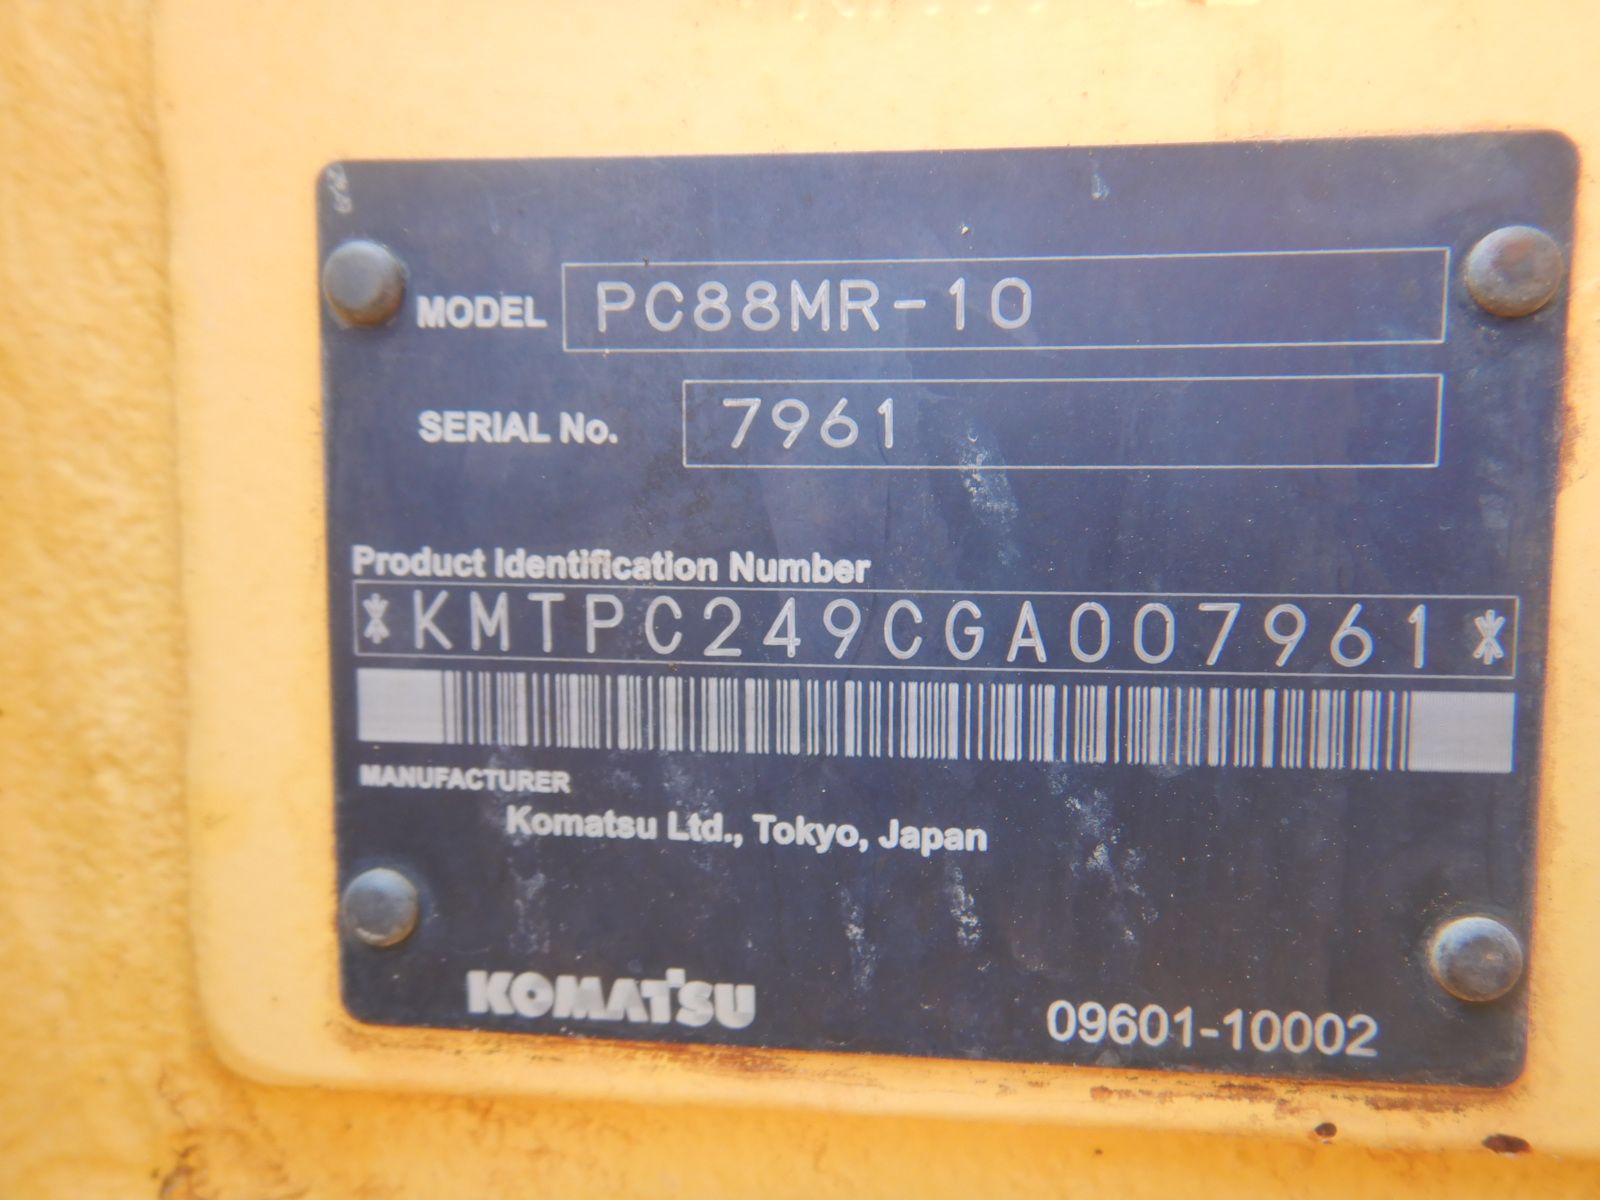 MODEL PC88MR-10
SERIAL No. 7961
Product Identification Number
*KMTPC249CGA007961*
MANUFACTURER
Komatsu Ltd., Tokyo, Japan
KOMATSU
09601-10002